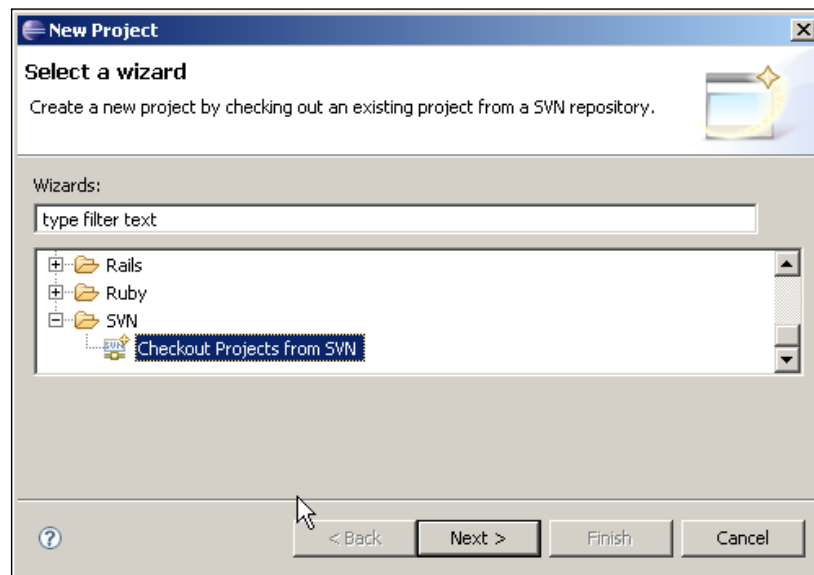 New Project
Select a wizard
Create a new project by checking out an existing project from a SVN repository.
Wizards:
type filter text
Rails
Ruby
SVN
Checkout Projects from SVN
< Back
Next >
Finish
Cancel